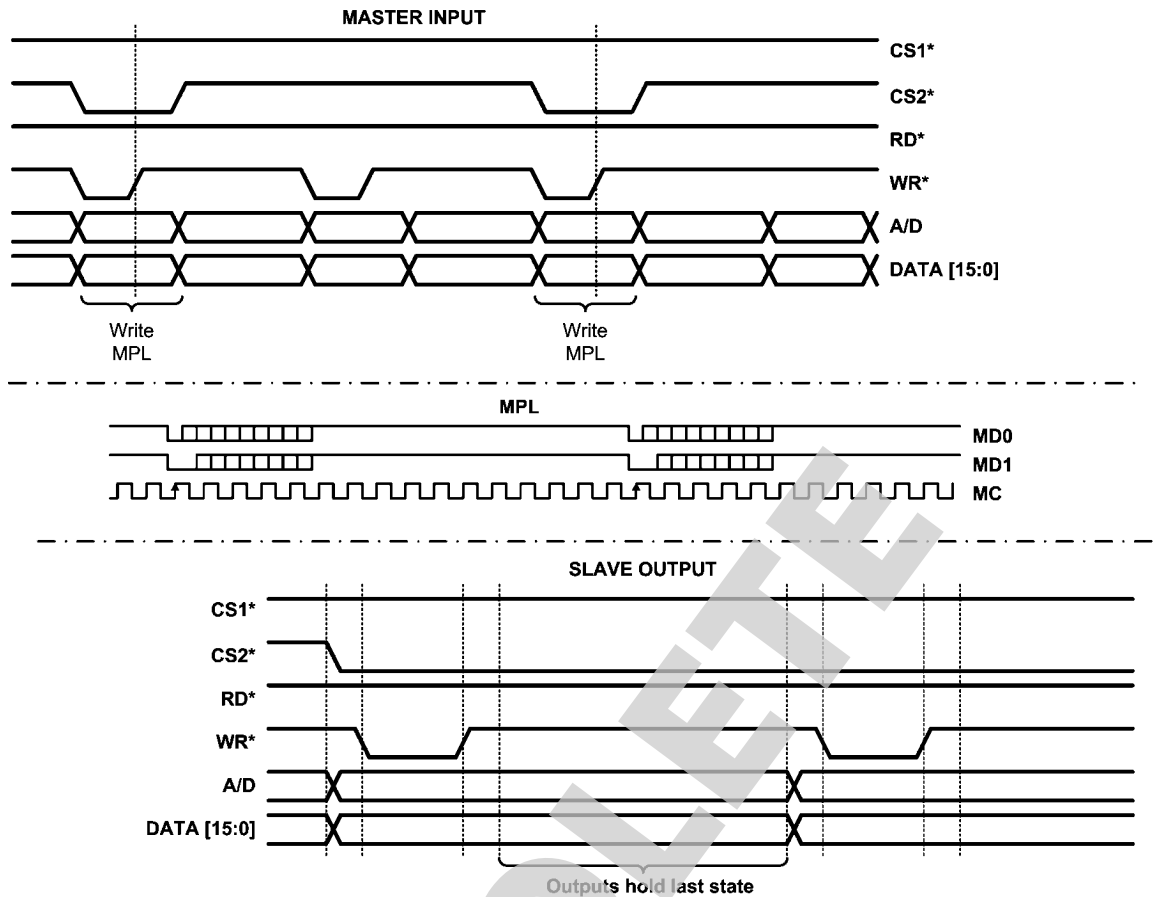 MASTER INPUT
CS1*
CS2*
RD*
WR*
A/D
DATA [15:0]
Write
MPL
Write
MPL
MPL
MD0
MD1
MC
SLAVE OUTPUT
CS1*
CS2*
RD*
WR*
A/D
DATA [15:0]
Outputs hold last state